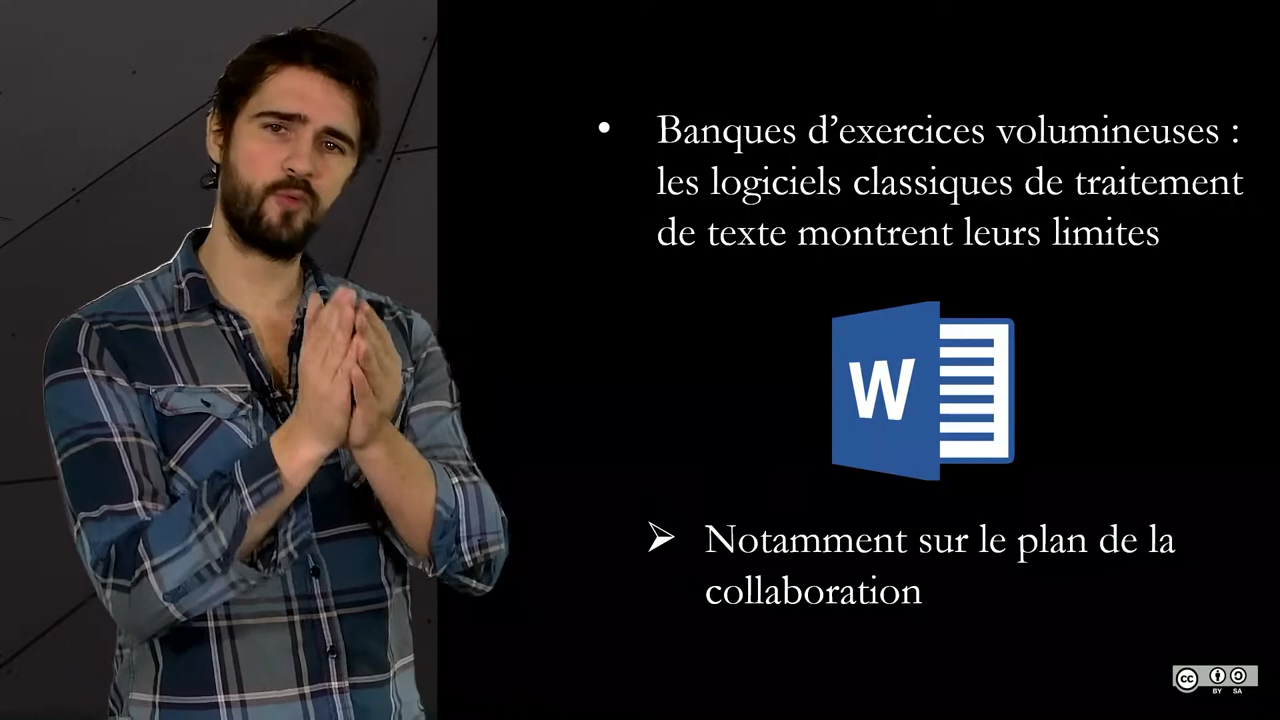 • Banques d’exercices volumineuses :
les logiciels classiques de traitement
de texte montrent leurs limites
W
➢ Notamment sur le plan de la
collaboration
cc
BY SA